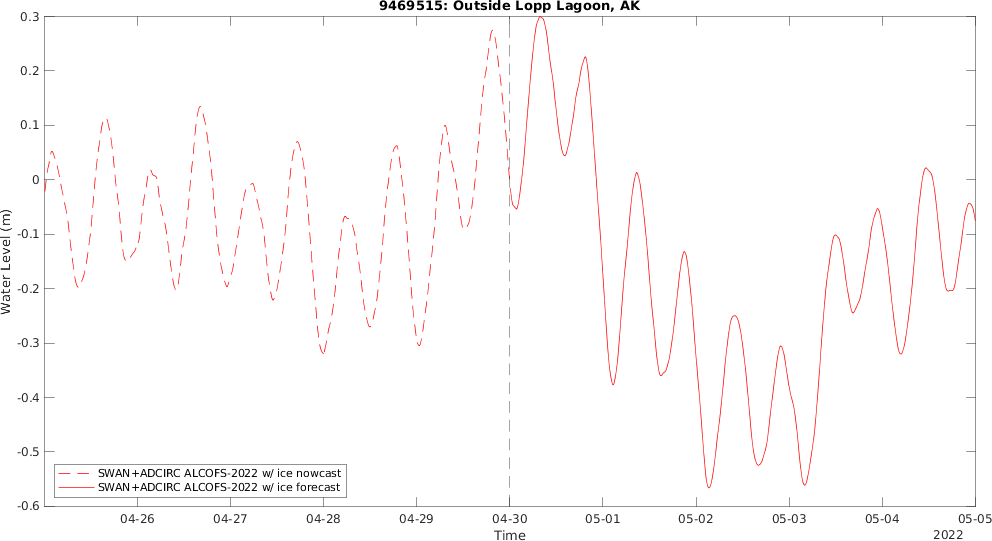 9469515: Outside Lopp Lagoon, AK
0.3
0.2
0.1
0
-0.1
-0.2
-0.3
-0.4
-0.5
-0.6
Water Level (m)
SWAN+ADCIRC ALCOFS-2022 w/ ice nowcast
SWAN+ADCIRC ALCOFS-2022 w/ ice forecast
04-26 04-27 04-28 04-29 04-30 05-01 05-02 05-03 05-04 05-05
Time
2022